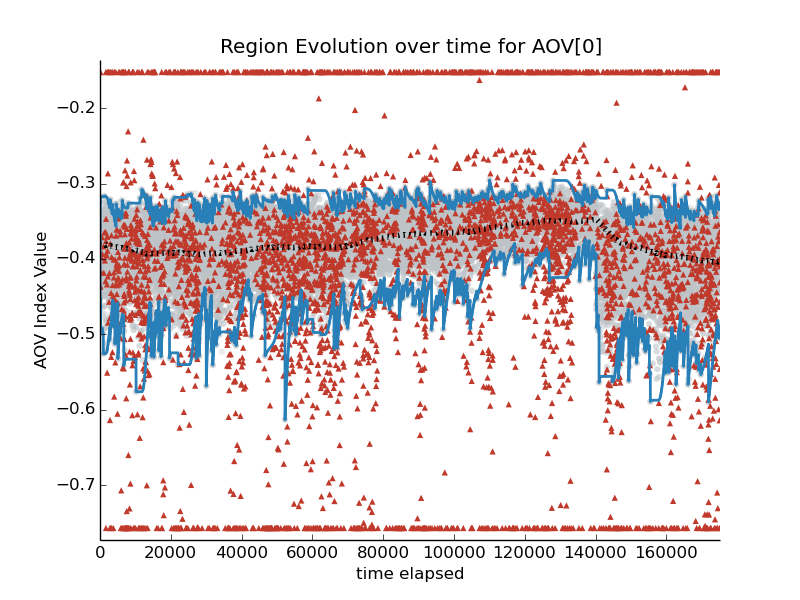 Region Evolution over time for AOV[0]
−0.2
−0.3
−0.4
−0.5
−0.6
−0.7
AOV Index Value
0 20000 40000 60000 80000 100000 120000 140000 160000
time elapsed